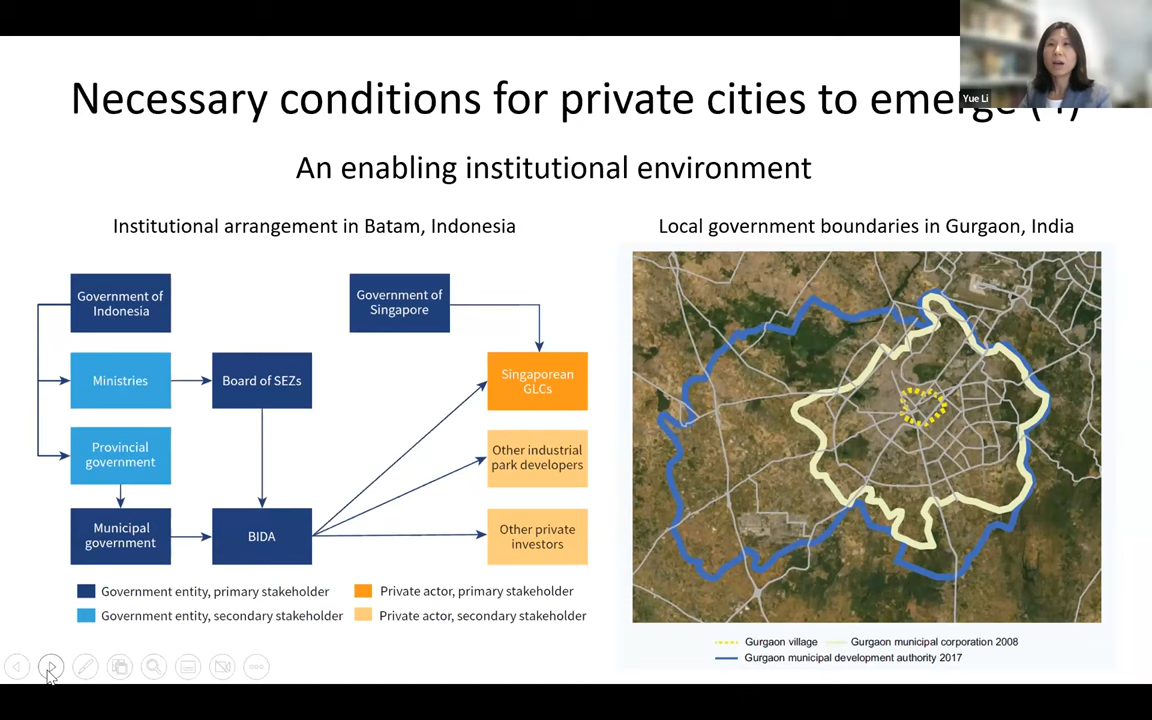 Necessary conditions for private cities to emerge
Yue Li
An enabling institutional environment
Institutional arrangement in Batam, Indonesia
Government of
Indonesia
Government of
Singapore
Ministries
Board of SEZs
Singaporean
GLCs
Provincial
government
Other industrial
park developers
Municipal
government
BIDA
Other private
investors
Government entity, primary stakeholder
Private actor, primary stakeholder
Government entity, secondary stakeholder
Private actor, secondary stakeholder
Local government boundaries in Gurgaon, India
Gurgaon village
Gurgaon municipal corporation 2008
Gurgaon municipal development authority 2017